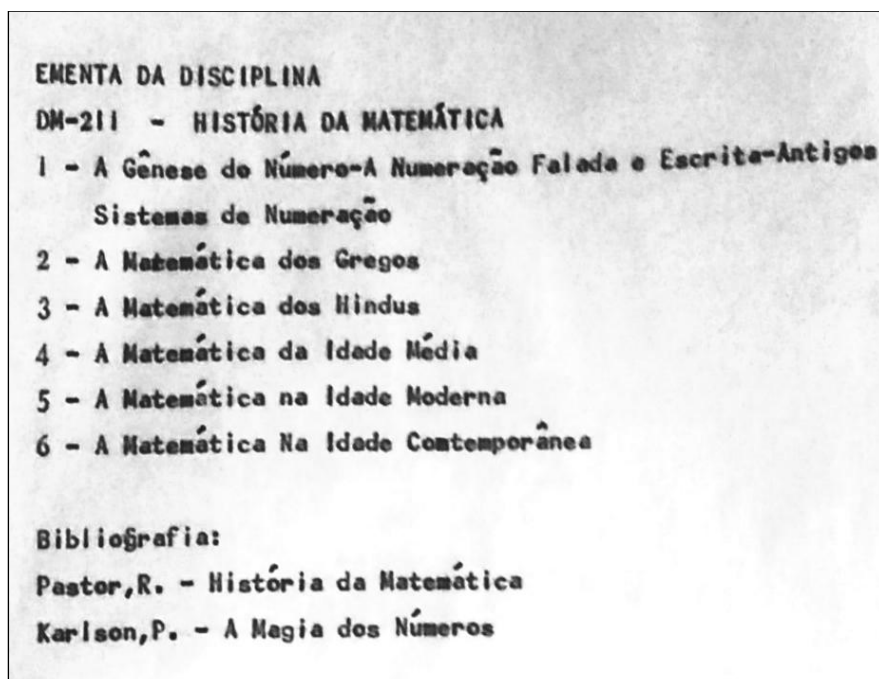 EMENTA DA DISCIPLINA
DM-211 - HISTÓRIA DA MATEMÁTICA
1 - A Gênese do Número-A Numeração Falada e Escrita-Antigos
Sistemas de Numeração
2 - A Matemática dos Gregos
3 - A Matemática dos Hindus
4 - A Matemática da Idade Média
5 - A Matemática na Idade Moderna
6 - A Matemática Na Idade Comtemporânea
Bibliografia:
Pastor,R. - História da Matemática
Karlson,P. - A Magia dos Números